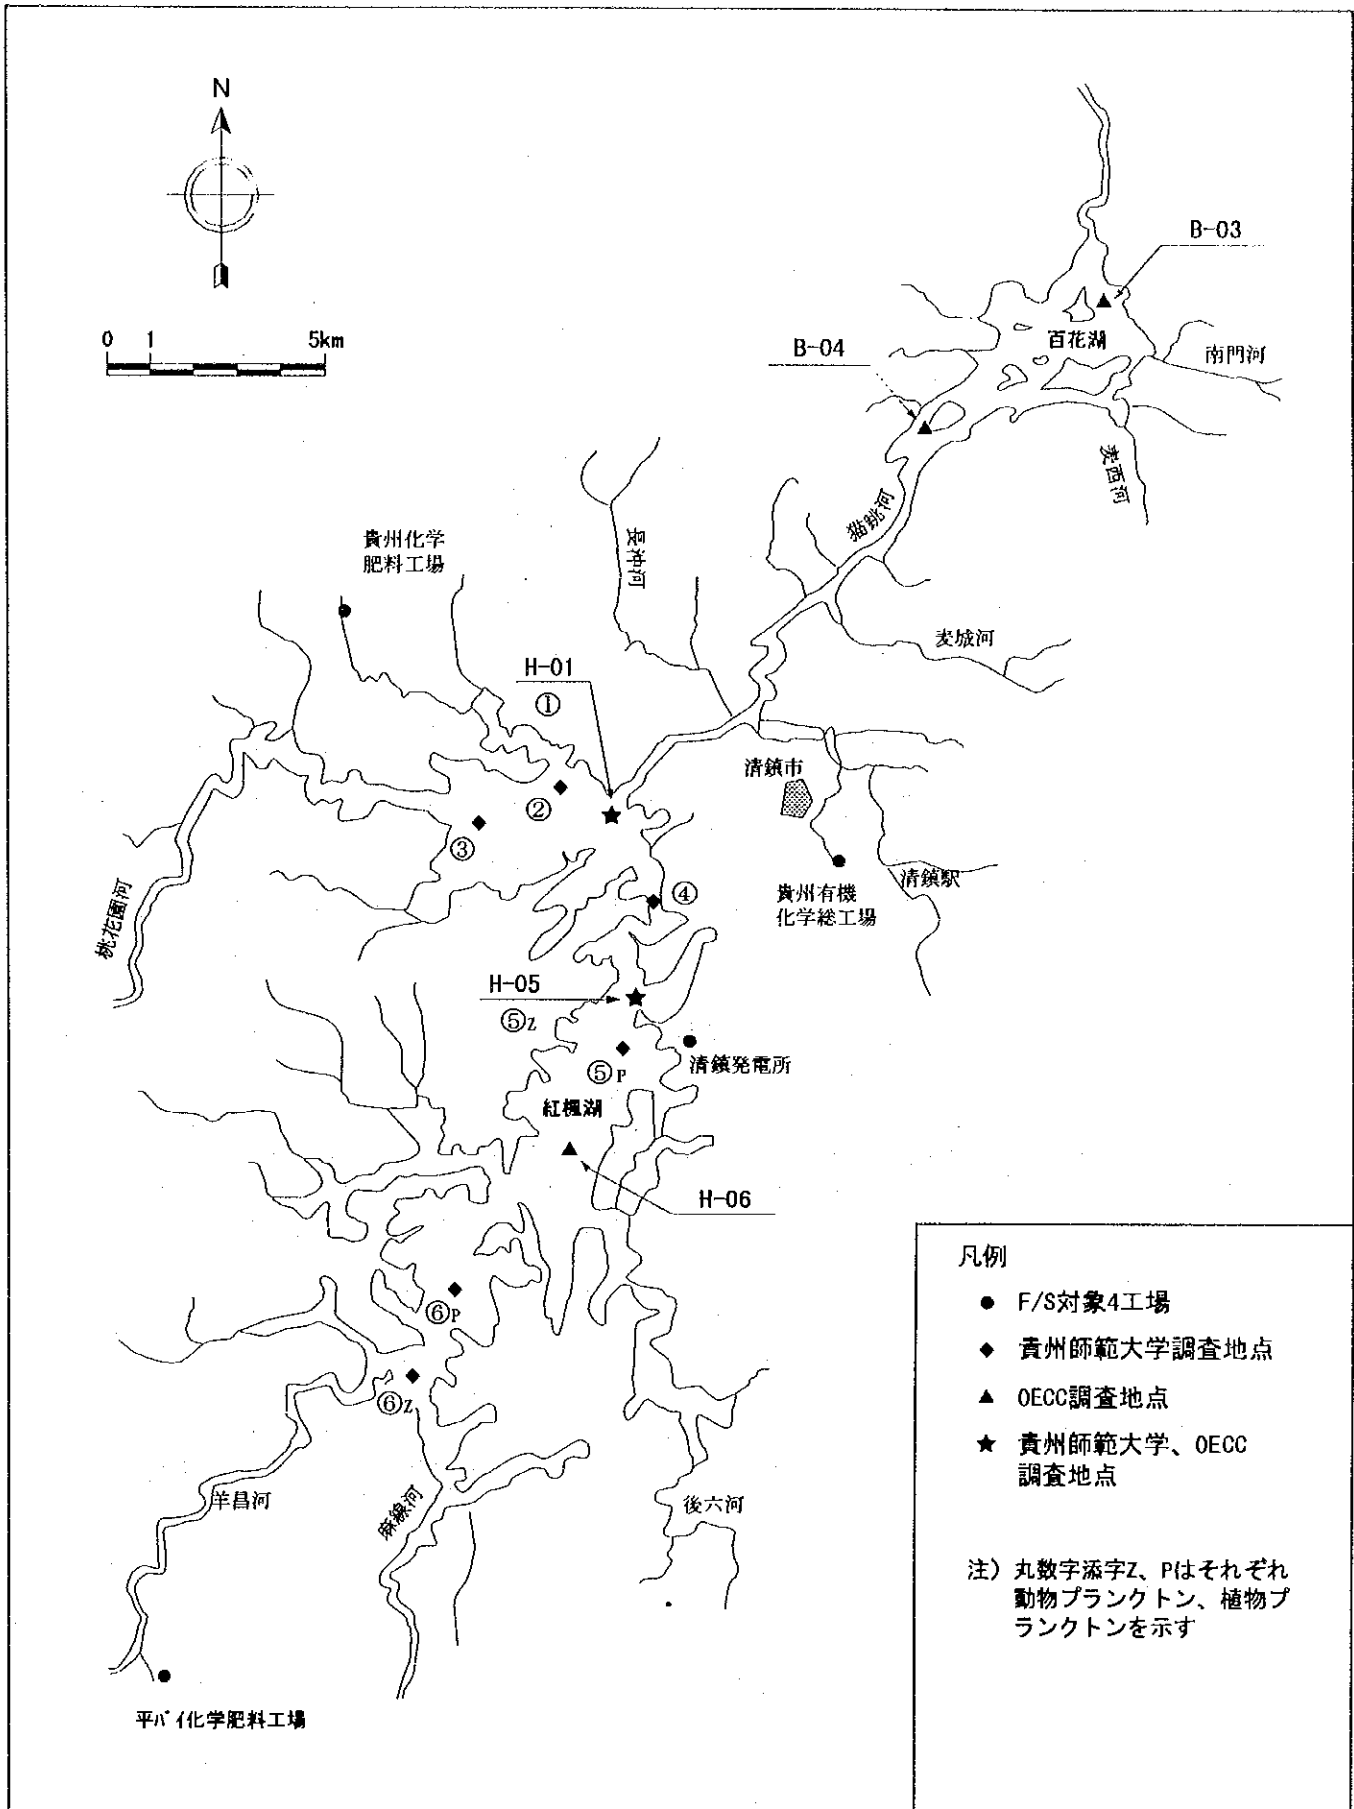 N
0 1 5km
B-03
百花湖
B-04
南門河
麦西河
猫跳河
長冲河
貴州化学
肥料工場
麦城河
H-01
①
清鎮市
②
③
貴州有機
化学総工場
清鎮駅
④
桃花園河
H-05
⑤Z
清鎮発電所
⑤P
紅楓湖
H-06
⑥P
⑥Z
羊昌河
麻線河
後六河
平バイ化学肥料工場
凡例
● F/S対象4工場
◆ 貴州師範大学調査地点
▲ OECC調査地点
★ 貴州師範大学、OECC
調査地点
注) 丸数字添字Z、Pはそれぞれ
動物プランクトン、植物プ
ランクトンを示す